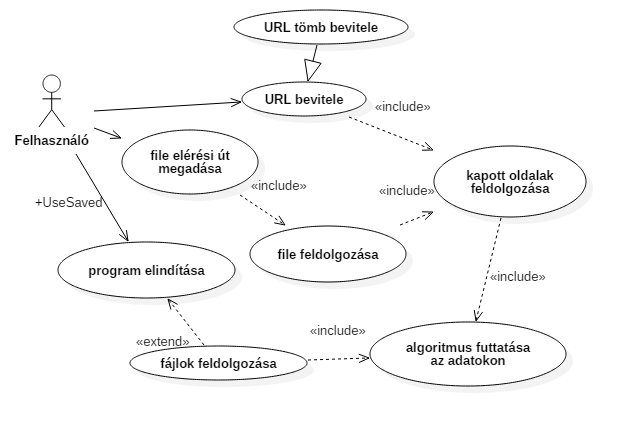 URL tömb bevitele
URL bevitele
«include»
Felhasználó
file elérési út
megadása
kapott oldalak
feldolgozása
«include»
«include»
+UseSaved
file feldolgozása
program elindítása
«include»
«include»
«extend»
algoritmus futtatása
az adatokon
fájlok feldolgozása